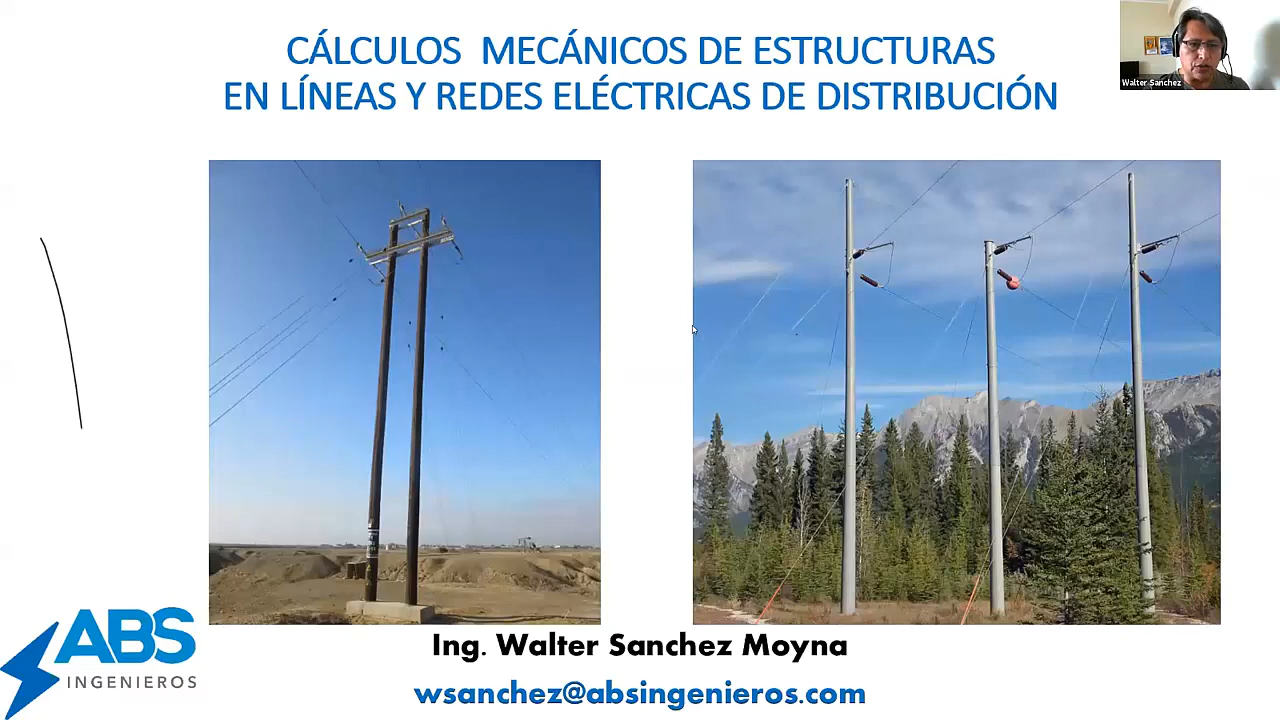 CÁLCULOS MECÁNICOS DE ESTRUCTURAS
EN LÍNEAS Y REDES ELÉCTRICAS DE DISTRIBUCIÓN
Walter Sanchez
ABS
INGENIEROS
Ing. Walter Sanchez Moyna
wsanchez@absingenieros.com